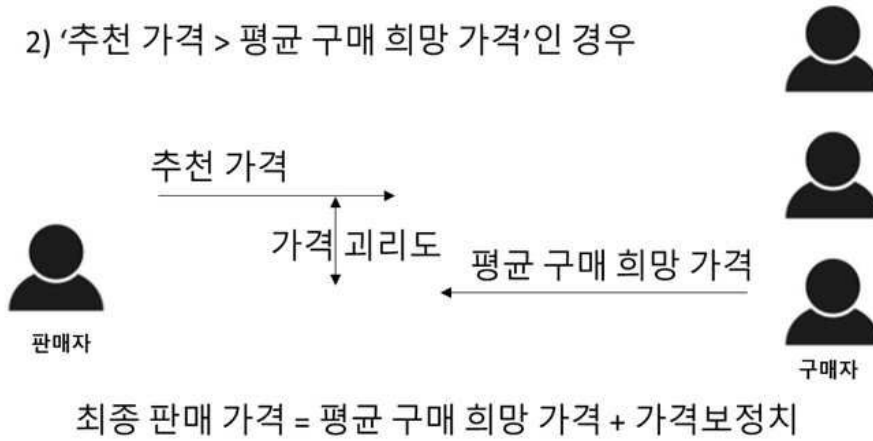 2) ‘추천 가격 > 평균 구매 희망 가격’인 경우
추천 가격
가격 괴리도
평균 구매 희망 가격
판매자
구매자
최종 판매 가격 = 평균 구매 희망 가격 + 가격보정치